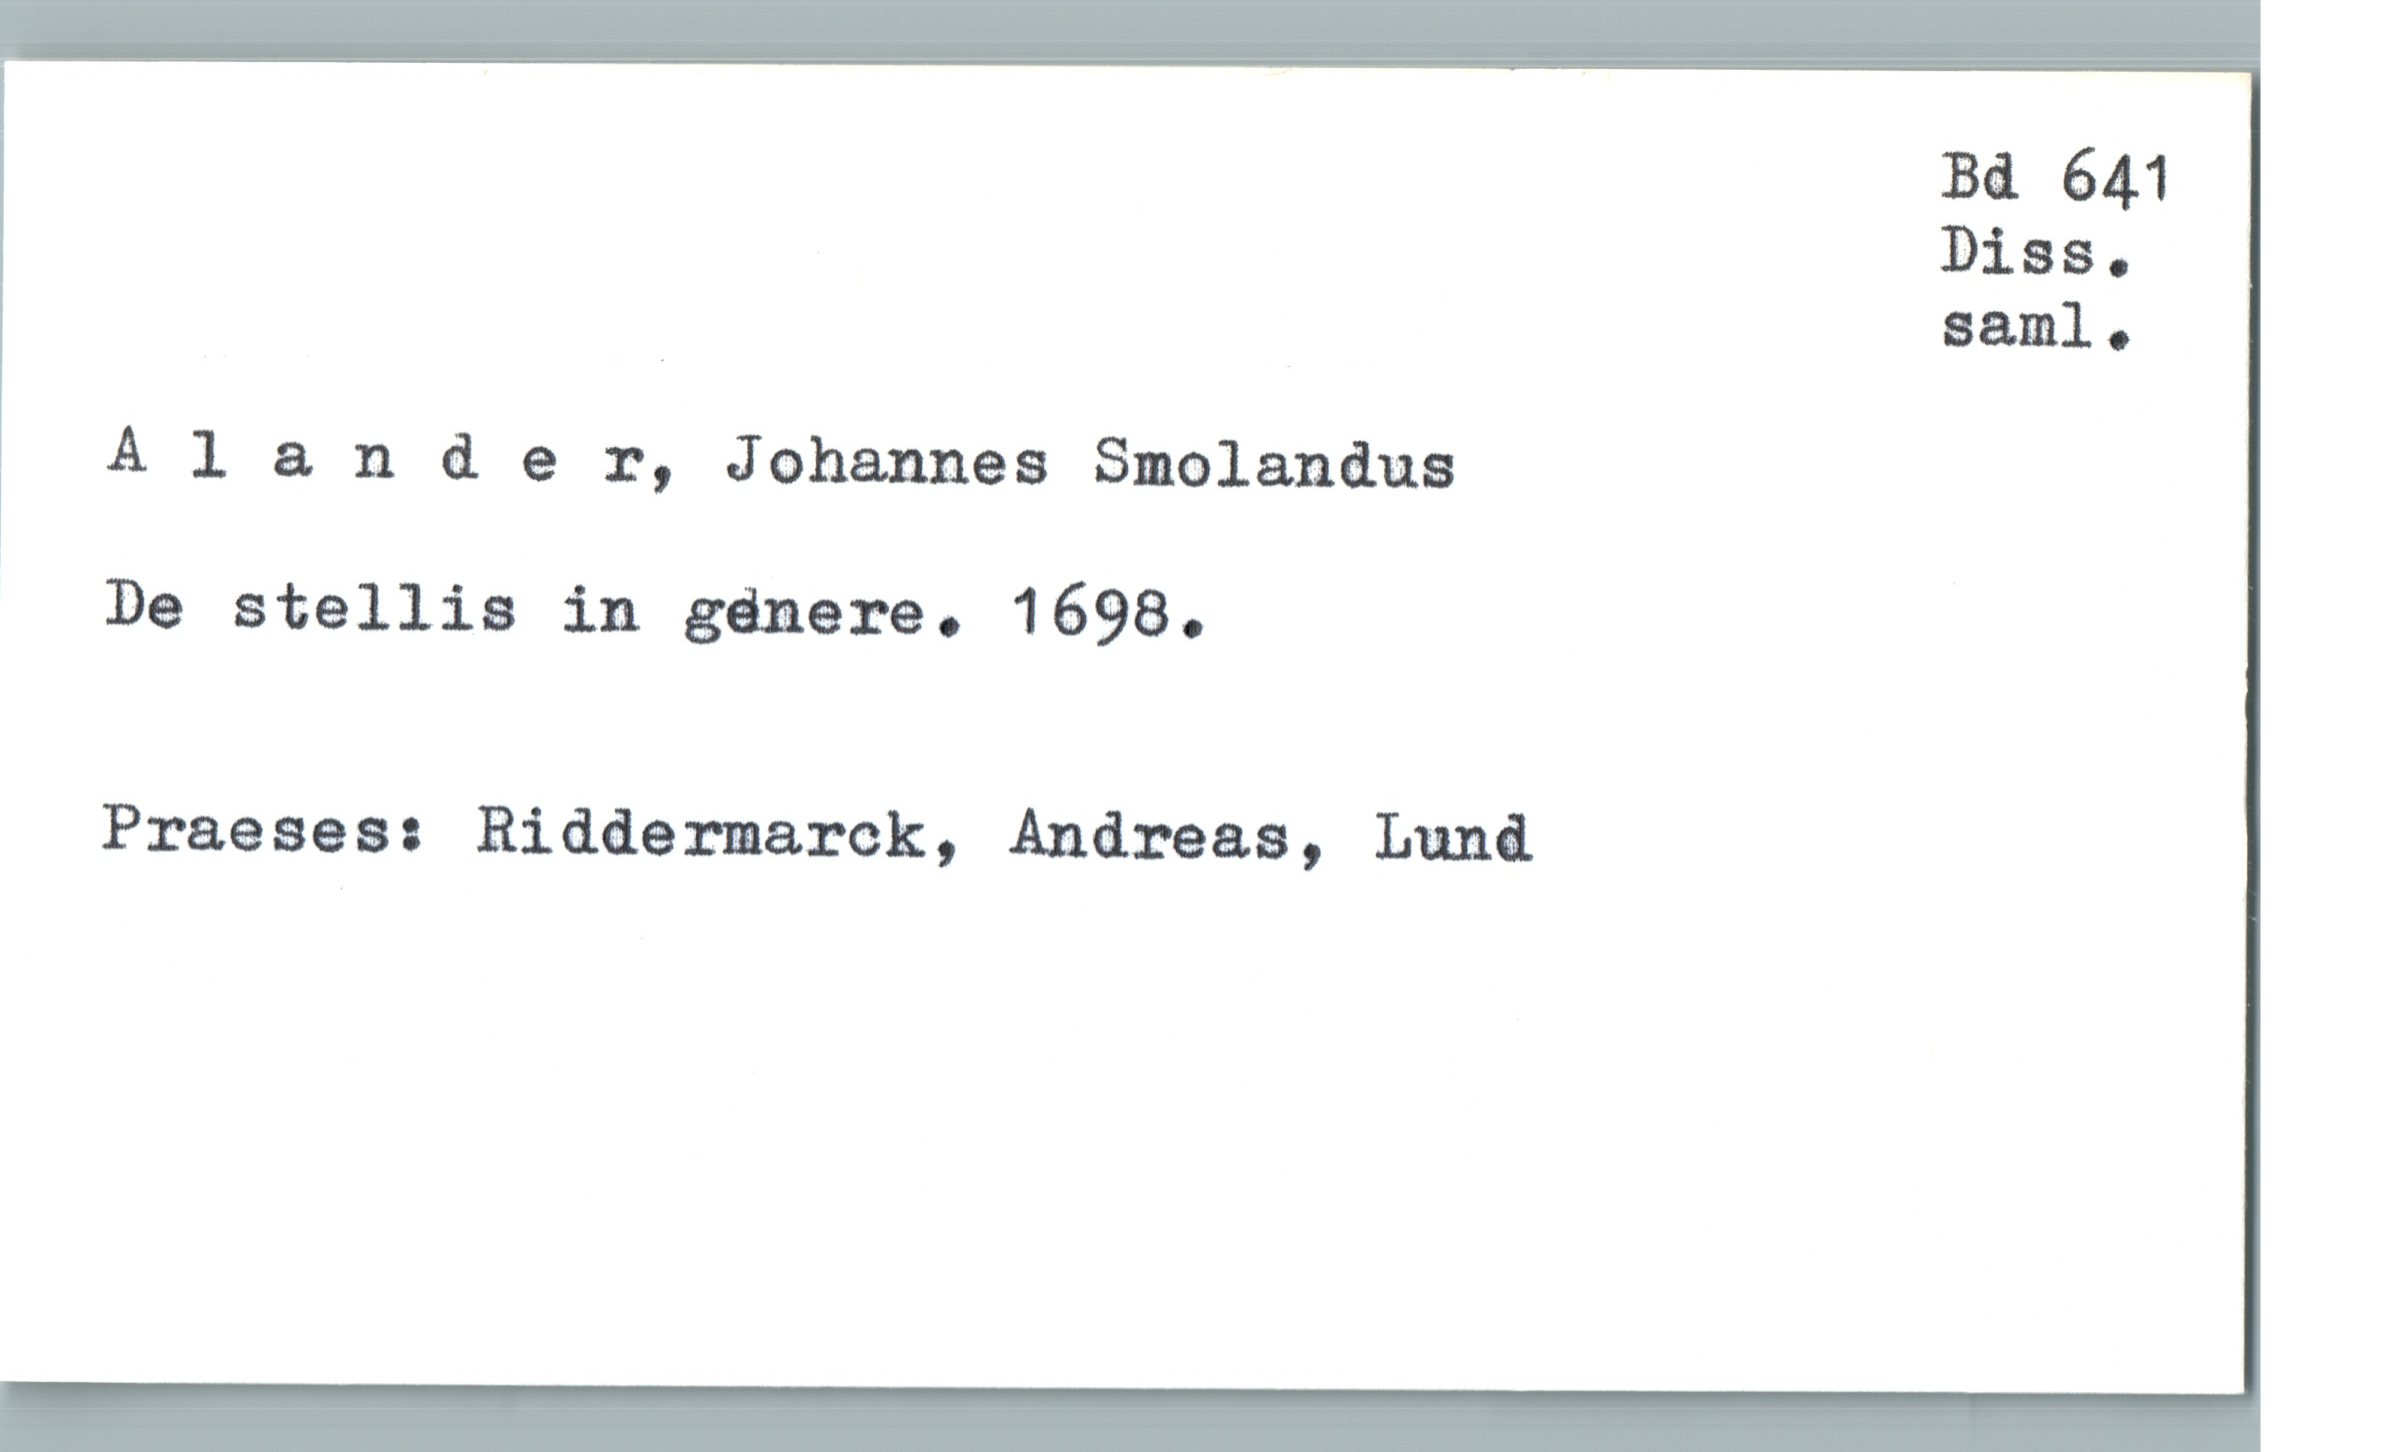 Bd 641
Diss.
saml.
A l a n d e r, Johannes Smolandus
De stellis in genere. 1698.
Praeses: Riddermarck, Andreas, Lund